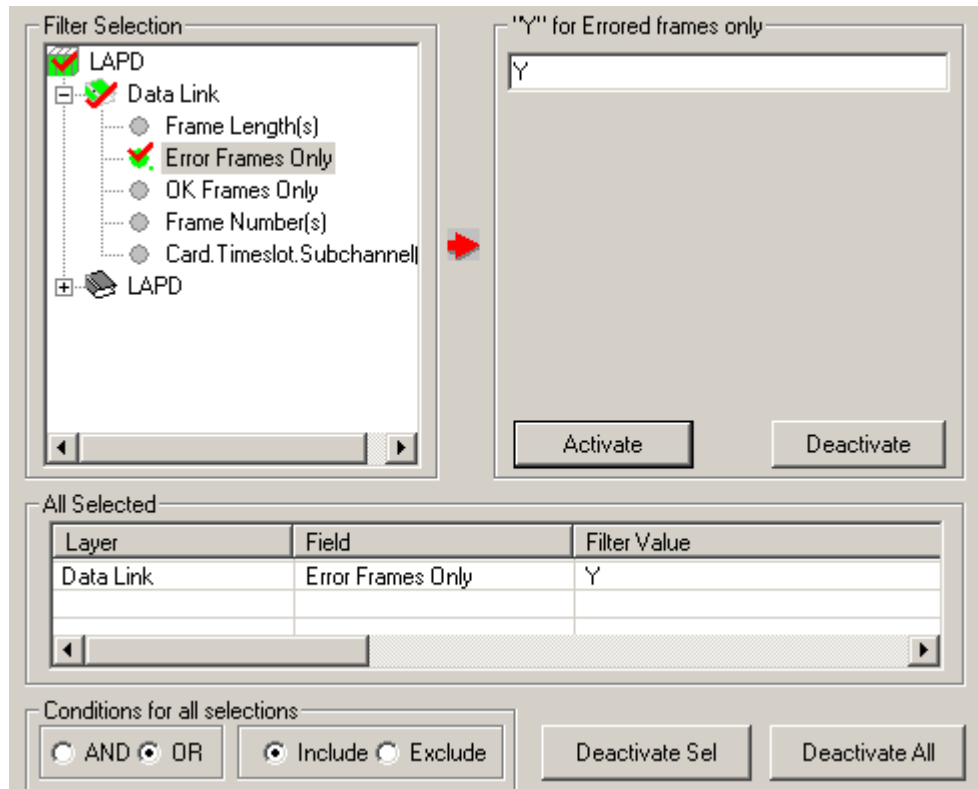 Filter Selection
LAPD
Data Link
Frame Length(s)
Error Frames Only
OK Frames Only
Frame Number(s)
Card.Timeslot.Subchannel(
LAPD
"Y" for Errored frames only
Y
Activate Deactivate
All Selected
Layer Field Filter Value
Data Link Error Frames Only Y
Conditions for all selections
AND OR Include Exclude Deactivate Sel Deactivate All